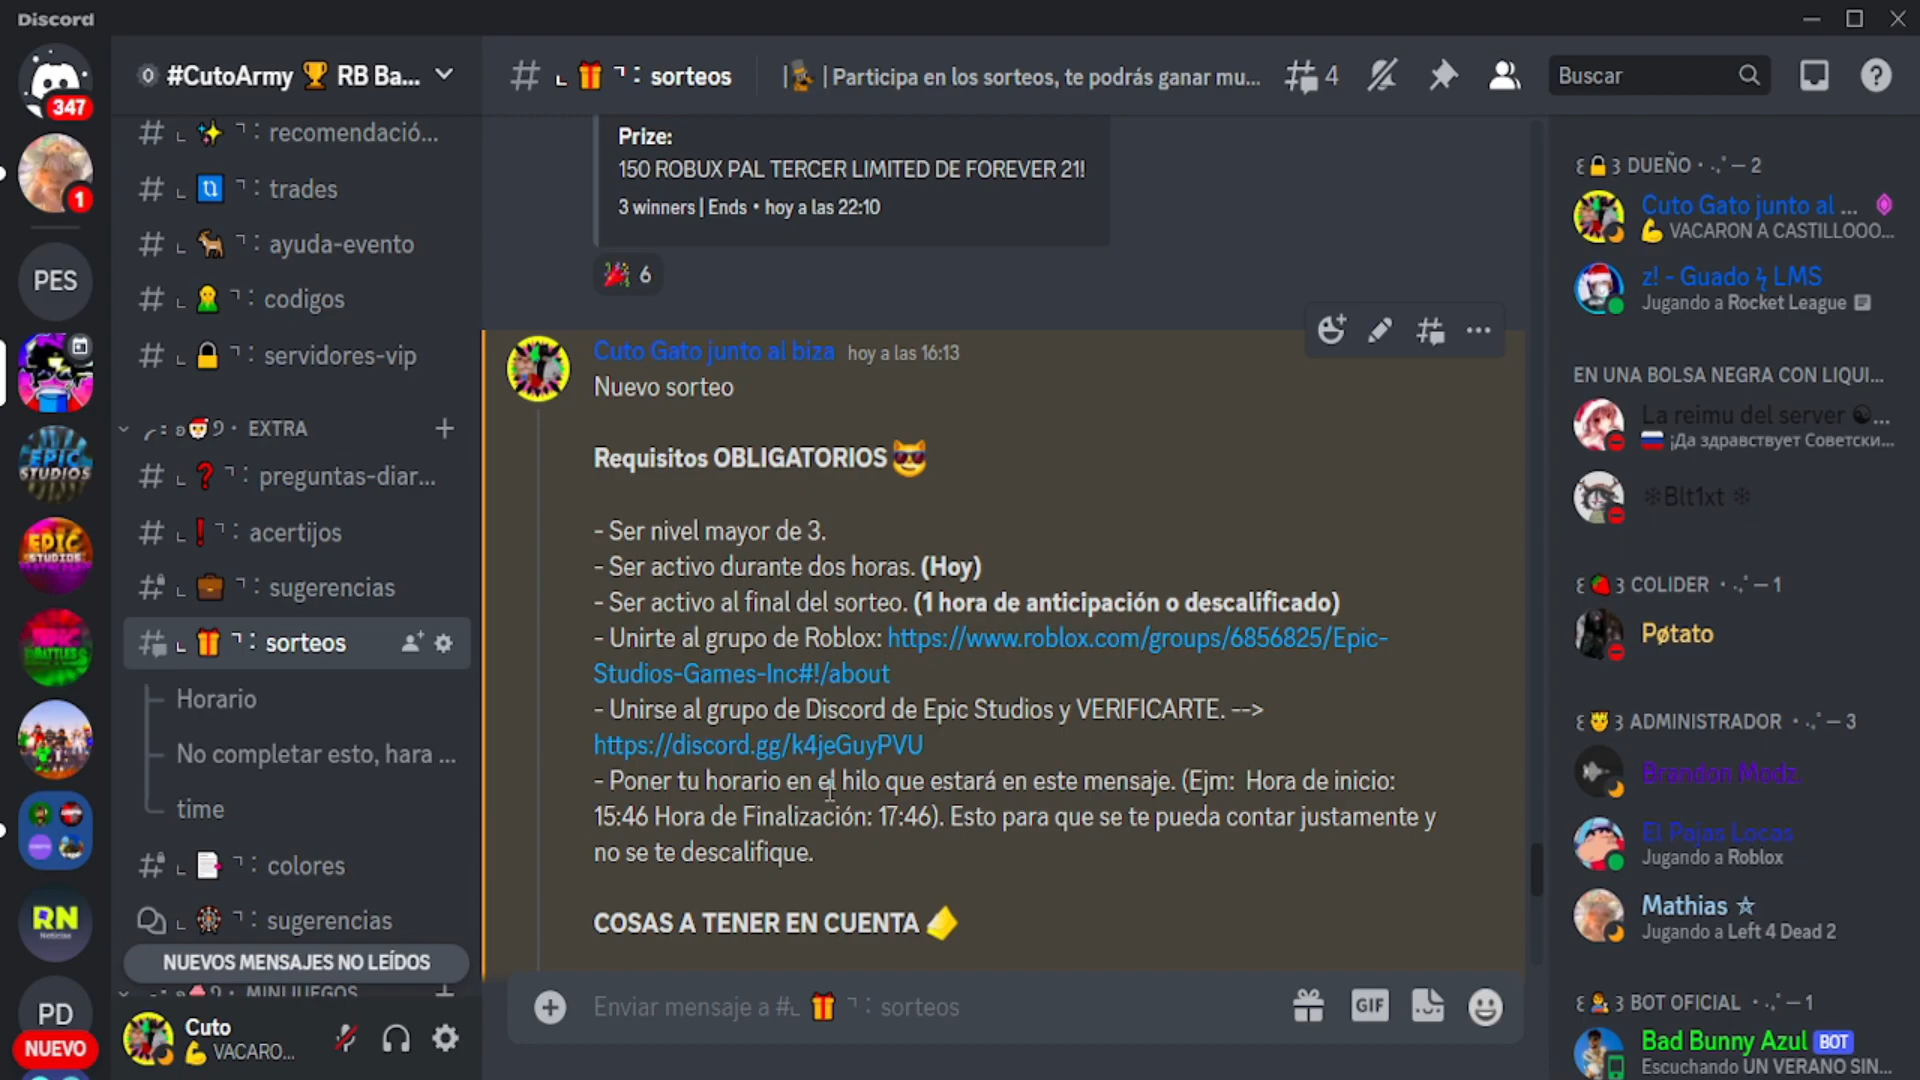 Discord
#CutoArmy 🏆 RB Ba...
sorteos
| Participa en los sorteos, te podrás ganar mu...
4
Buscar
347
1
PES
EPIC STUDIOS
EPIC STUDIOS
RN
Noticias
PD
NUEVO
recomendació...
trades
ayuda-evento
codigos
servidores-vip
EXTRA
preguntas-diar...
acertijos
sugerencias
sorteos
Horario
No completar esto, hara ...
time
colores
sugerencias
NUEVOS MENSAJES NO LEÍDOS
MINIJUEGOS
Cuto
💪 VACARO...
Prize:
150 ROBUX PAL TERCER LIMITED DE FOREVER 21!
3 winners | Ends • hoy a las 22:10
🎉 6
Cuto Gato junto al biza hoy a las 16:13
Nuevo sorteo
Requisitos OBLIGATORIOS 😎
- Ser nivel mayor de 3.
- Ser activo durante dos horas. (Hoy)
- Ser activo al final del sorteo. (1 hora de anticipación o descalificado)
- Unirte al grupo de Roblox: https://www.roblox.com/groups/6856825/Epic-
Studios-Games-Inc#!/about
- Unirse al grupo de Discord de Epic Studios y VERIFICARTE. -->
https://discord.gg/k4jeGuyPVU
- Poner tu horario en el hilo que estará en este mensaje. (Ejm: Hora de inicio:
15:46 Hora de Finalización: 17:46). Esto para que se te pueda contar justamente y
no se te descalifique.
COSAS A TENER EN CUENTA
Enviar mensaje a #⌞ 🎁 ⌝ : sorteos
GIF
DUEÑO — 2
Cuto Gato junto al ...
💪 VACARON A CASTILLOOO...
z! - Guado ϟ LMS
Jugando a Rocket League
EN UNA BOLSA NEGRA CON LIQUI...
La reimu del server ☯...
¡Да здравствует Советски...
❄Blt1xt ❄
COLIDER — 1
Pøtato
ADMINISTRADOR — 3
Brandon Modz.
El Pajas Locas
Jugando a Roblox
Mathias ⛥
Jugando a Left 4 Dead 2
BOT OFICIAL — 1
Bad Bunny Azul BOT
Escuchando UN VERANO SIN...